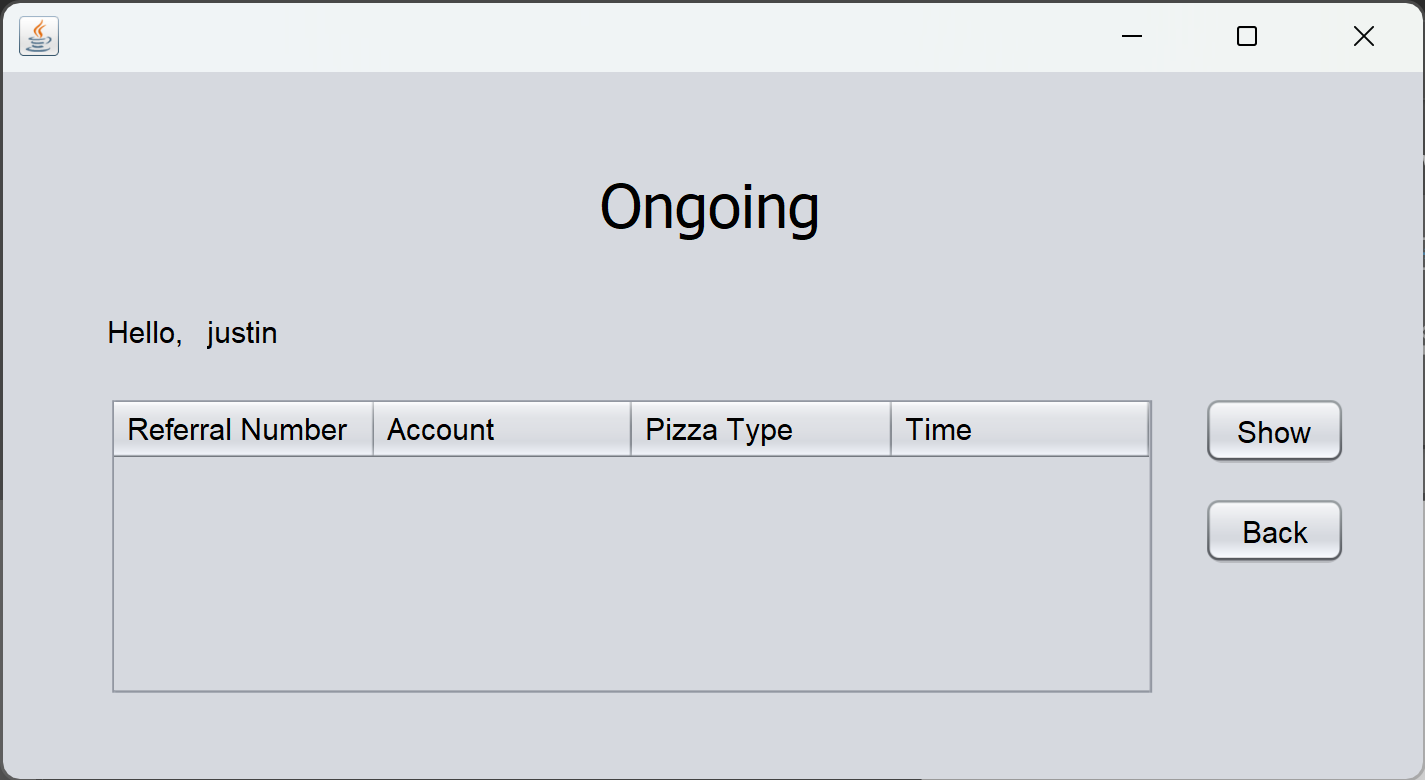 Ongoing
Hello, justin
Referral Number Account Pizza Type Time
Show
Back